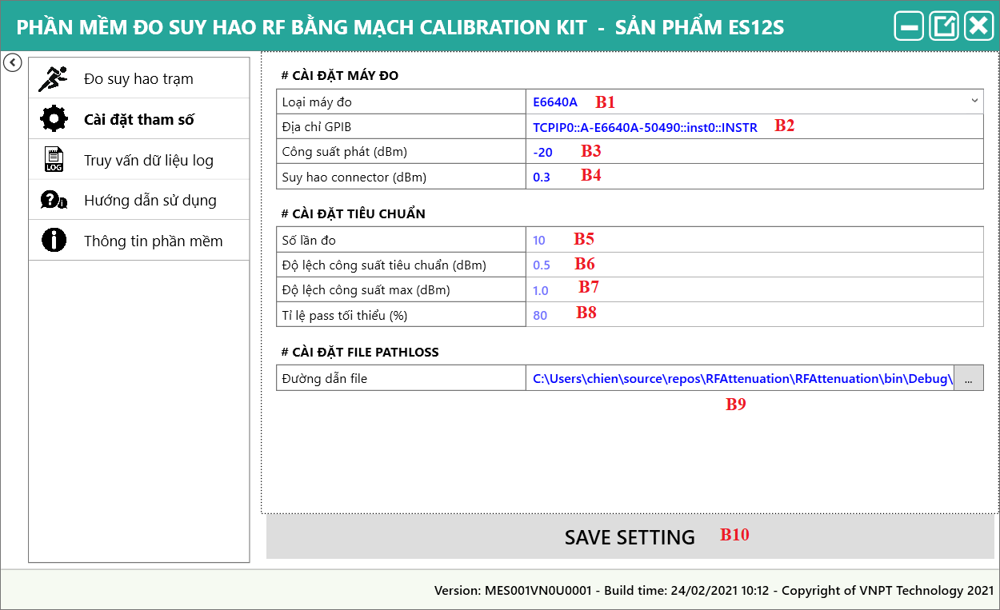 PHẦN MỀM ĐO SUY HAO RF BẰNG MẠCH CALIBRATION KIT - SẢN PHẨM ES12S
Đo suy hao trạm
Cài đặt tham số
LOG
Truy vấn dữ liệu log
Hướng dẫn sử dụng
Thông tin phần mềm
# CÀI ĐẶT MÁY ĐO
Loại máy đo E6640A B1
Địa chỉ GPIB TCPIP0::A-E6640A-50490::inst0::INSTR B2
Công suất phát (dBm) -20 B3
Suy hao connector (dBm) 0.3 B4
# CÀI ĐẶT TIÊU CHUẨN
Số lần đo 10 B5
Độ lệch công suất tiêu chuẩn (dBm) 0.5 B6
Độ lệch công suất max (dBm) 1.0 B7
Tỉ lệ pass tối thiểu (%) 80 B8
# CÀI ĐẶT FILE PATHLOSS
Đường dẫn file C:\Users\chien\source\repos\RFAttenuation\RFAttenuation\bin\Debug\ ...
B9
SAVE SETTING B10
Version: MES001VN0U0001 - Build time: 24/02/2021 10:12 - Copyright of VNPT Technology 2021